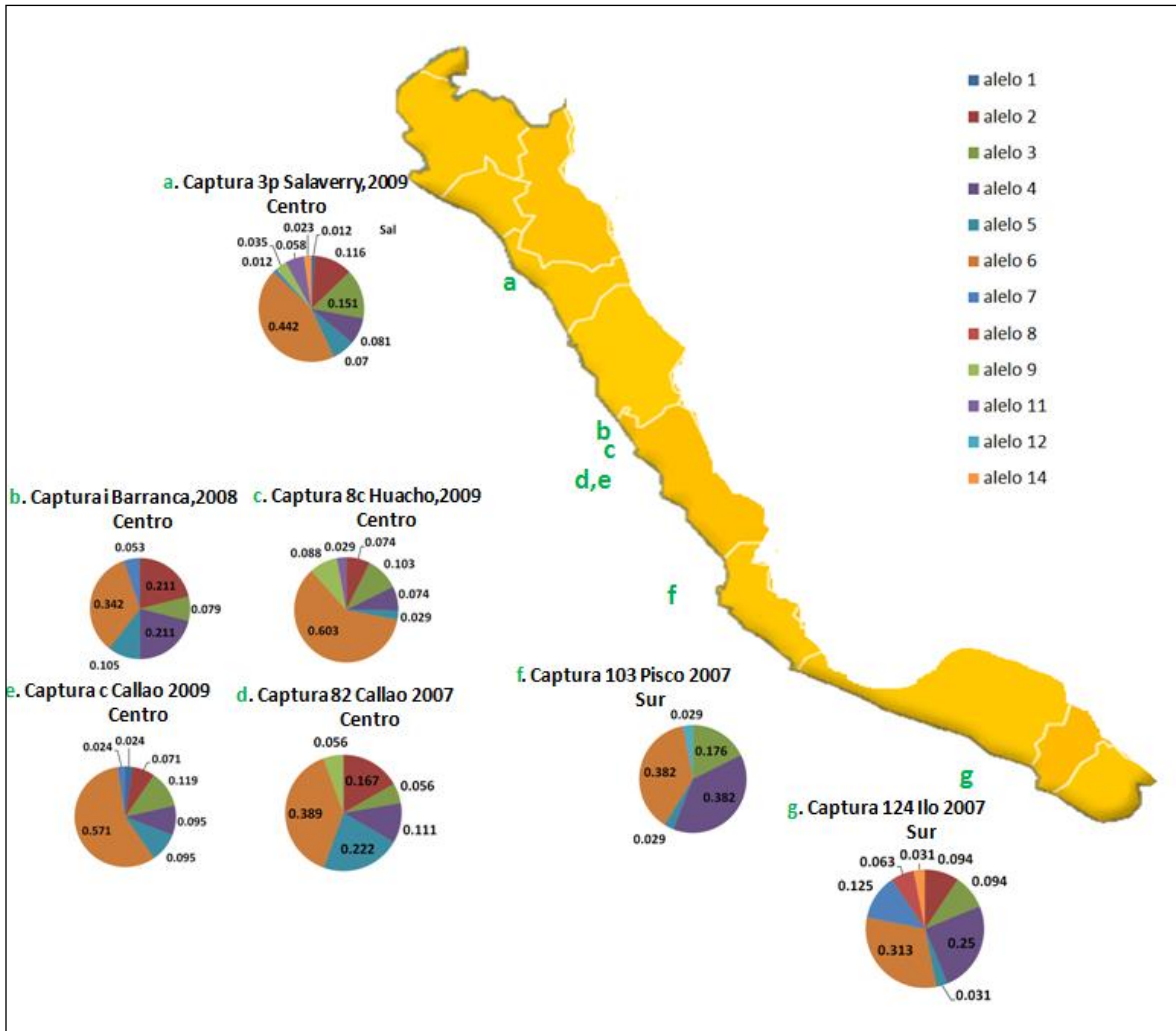 alelo 1
alelo 2
alelo 3
alelo 4
alelo 5
alelo 6
alelo 7
alelo 8
alelo 9
alelo 11
alelo 12
alelo 14
a. Captura 3p Salaverry,2009
Centro
Sal
0.023
0.012
0.035
0.058
0.116
0.012
0.151
0.442
0.081
0.07
a
b
c
d,e
f
g
b. Captura i Barranca,2008
Centro
0.053
0.211
0.342
0.079
0.211
0.105
c. Captura 8c Huacho,2009
Centro
0.029
0.074
0.088
0.103
0.074
0.029
0.603
e. Captura c Callao 2009
Centro
0.024
0.024
0.071
0.119
0.571
0.095
0.095
d. Captura 82 Callao 2007
Centro
0.056
0.167
0.056
0.389
0.111
0.222
f. Captura 103 Pisco 2007
Sur
0.029
0.176
0.382
0.382
0.029
g. Captura 124 Ilo 2007
Sur
0.031
0.094
0.063
0.094
0.125
0.25
0.313
0.031